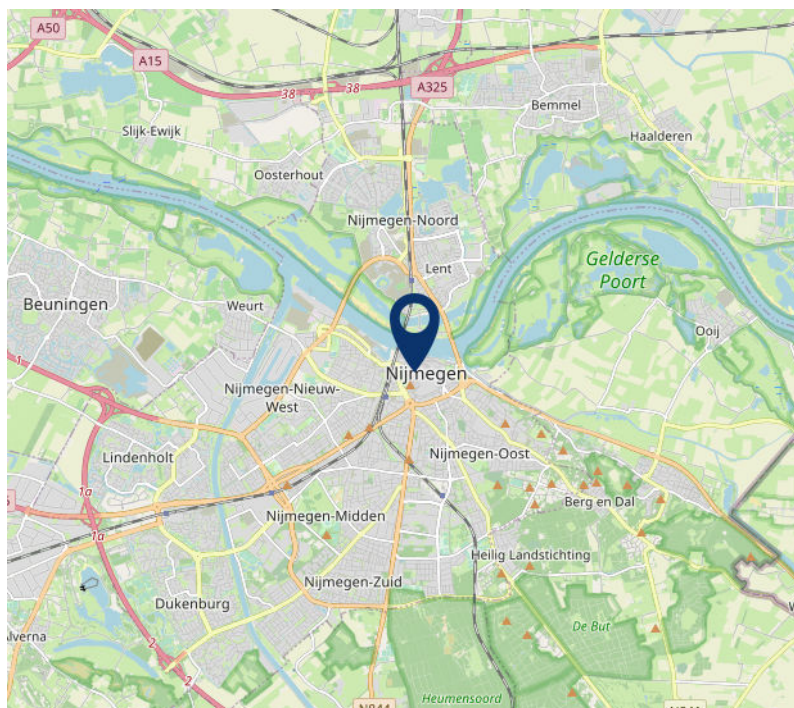 A50
A15
38
38
A325
Bemmel
Slijk-Ewijk
Haalderen
Oosterhout
Nijmegen-Noord
Gelderse
Poort
Lent
Beuningen
Weurt
Ooij
1
Nijmegen
Nijmegen-Nieuw-
West
Lindenholt
Nijmegen-Oost
1a
Berg en Dal
Nijmegen-Midden
1a
Heilig Landstichting
Nijmegen-Zuid
Dukenburg
De But
Alverna
2
2
Heumensoord